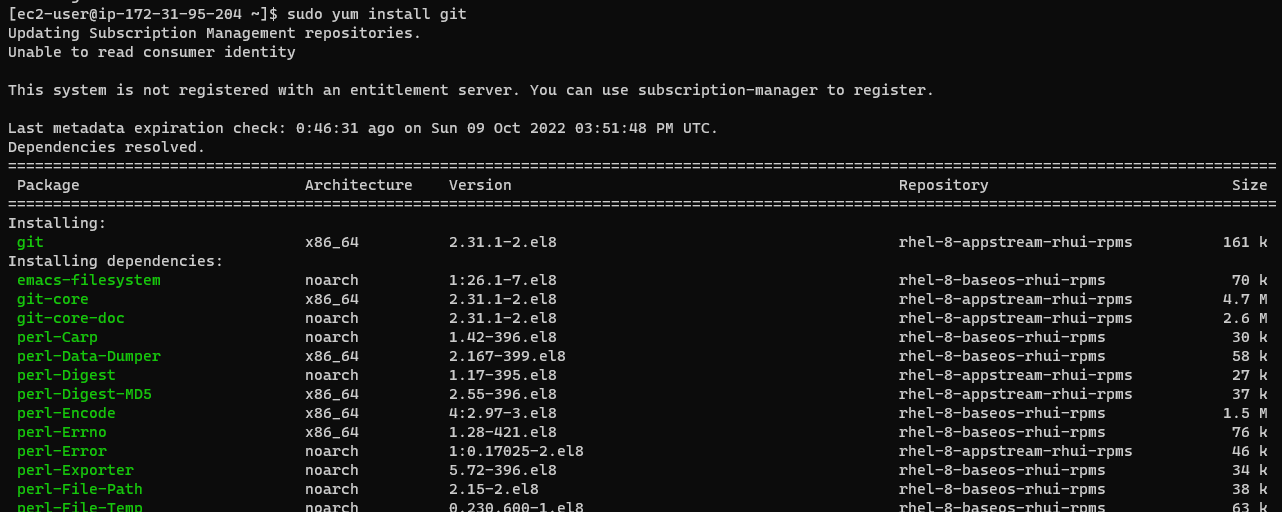 [ec2-user@ip-172-31-95-204 ~]$ sudo yum install git
Updating Subscription Management repositories.
Unable to read consumer identity
This system is not registered with an entitlement server. You can use subscription-manager to register.
Last metadata expiration check: 0:46:31 ago on Sun 09 Oct 2022 03:51:48 PM UTC.
Dependencies resolved.
Package Architecture Version Repository Size
Installing:
git x86_64 2.31.1-2.el8 rhel-8-appstream-rhui-rpms 161 k
Installing dependencies:
emacs-filesystem noarch 1:26.1-7.el8 rhel-8-baseos-rhui-rpms 70 k
git-core x86_64 2.31.1-2.el8 rhel-8-appstream-rhui-rpms 4.7 M
git-core-doc noarch 2.31.1-2.el8 rhel-8-appstream-rhui-rpms 2.6 M
perl-Carp noarch 1.42-396.el8 rhel-8-baseos-rhui-rpms 30 k
perl-Data-Dumper x86_64 2.167-399.el8 rhel-8-baseos-rhui-rpms 58 k
perl-Digest noarch 1.17-395.el8 rhel-8-appstream-rhui-rpms 27 k
perl-Digest-MD5 x86_64 2.55-396.el8 rhel-8-appstream-rhui-rpms 37 k
perl-Encode x86_64 4:2.97-3.el8 rhel-8-baseos-rhui-rpms 1.5 M
perl-Errno x86_64 1.28-421.el8 rhel-8-baseos-rhui-rpms 76 k
perl-Error noarch 1:0.17025-2.el8 rhel-8-appstream-rhui-rpms 46 k
perl-Exporter noarch 5.72-396.el8 rhel-8-baseos-rhui-rpms 34 k
perl-File-Path noarch 2.15-2.el8 rhel-8-baseos-rhui-rpms 38 k
perl-File-Temp noarch 0.230.600-1.el8 rhel-8-baseos-rhui-rpms 63 k